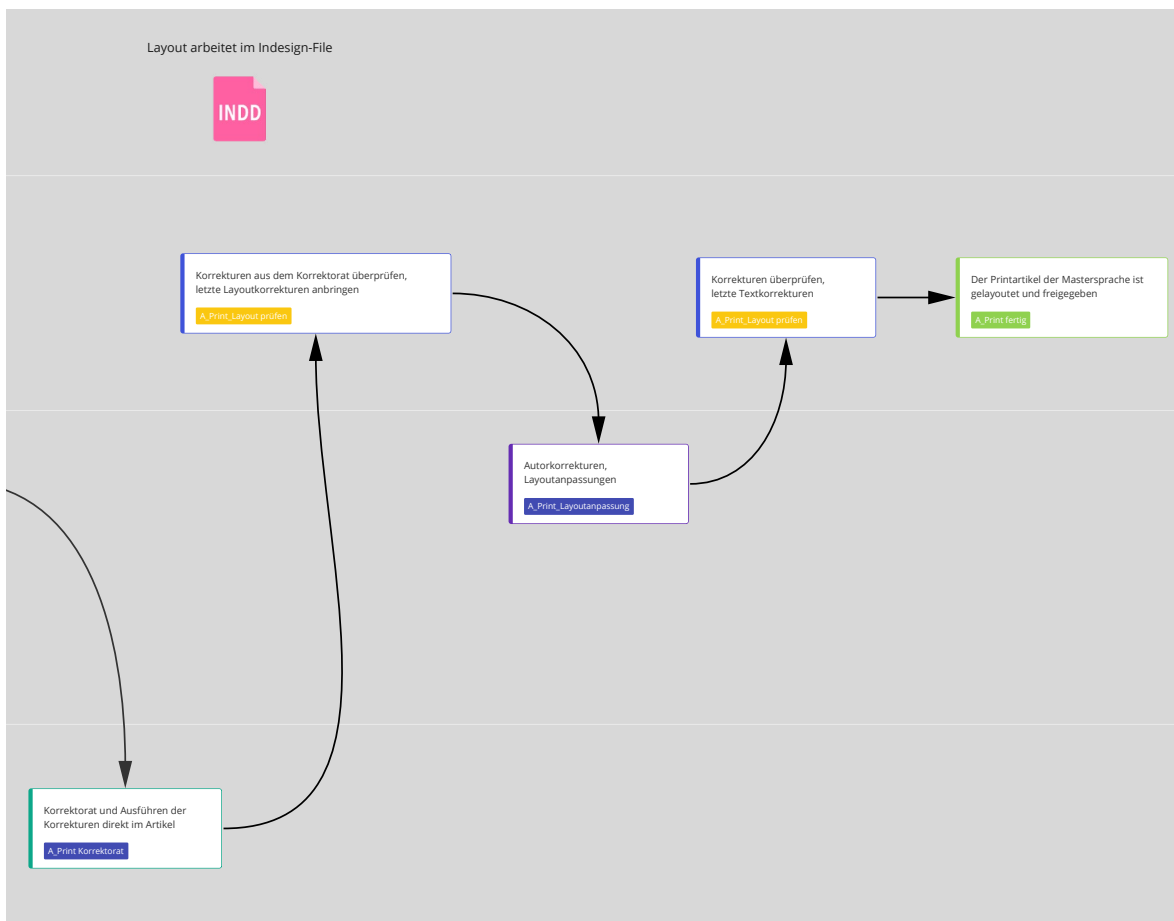 Layout arbeitet im Indesign-File
INDD
Korrekturen aus dem Korrektorat überprüfen,
letzte Layoutkorrekturen anbringen
A_Print_Layout prüfen
Korrekturen überprüfen,
letzte Textkorrekturen
A_Print_Layout prüfen
Der Printartikel der Mastersprache ist
gelayoutet und freigegeben
A_Print fertig
Autorkorrekturen,
Layoutanpassungen
A_Print_Layoutanpassung
Korrektorat und Ausführen der
Korrekturen direkt im Artikel
A_Print Korrektorat